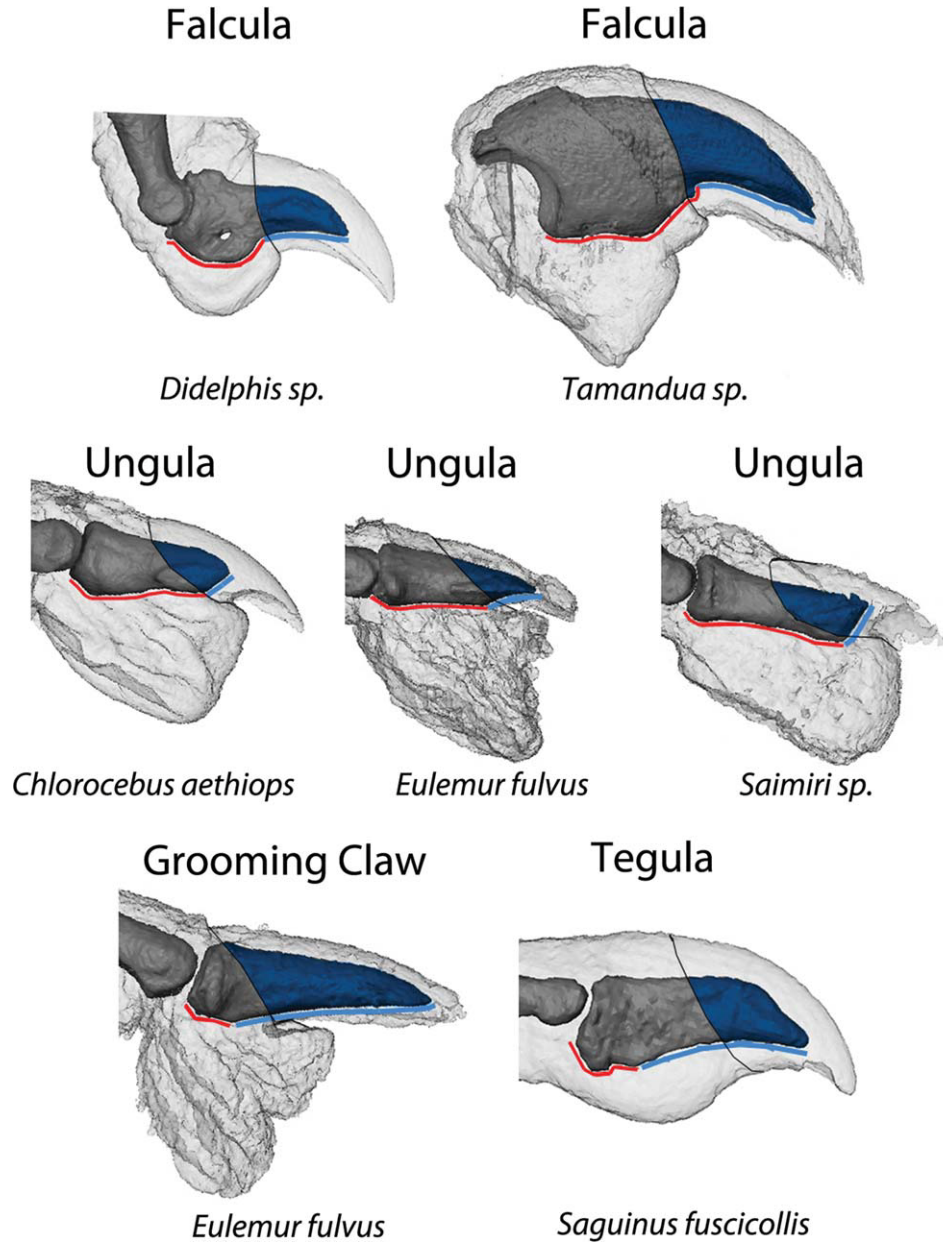 Falcula
Falcula
Didelphis sp.
Tamandua sp.
Ungula
Ungula
Ungula
Chlorocebus aethiops
Eulemur fulvus
Saimiri sp.
Grooming Claw
Tegula
Eulemur fulvus
Saguinus fuscicollis